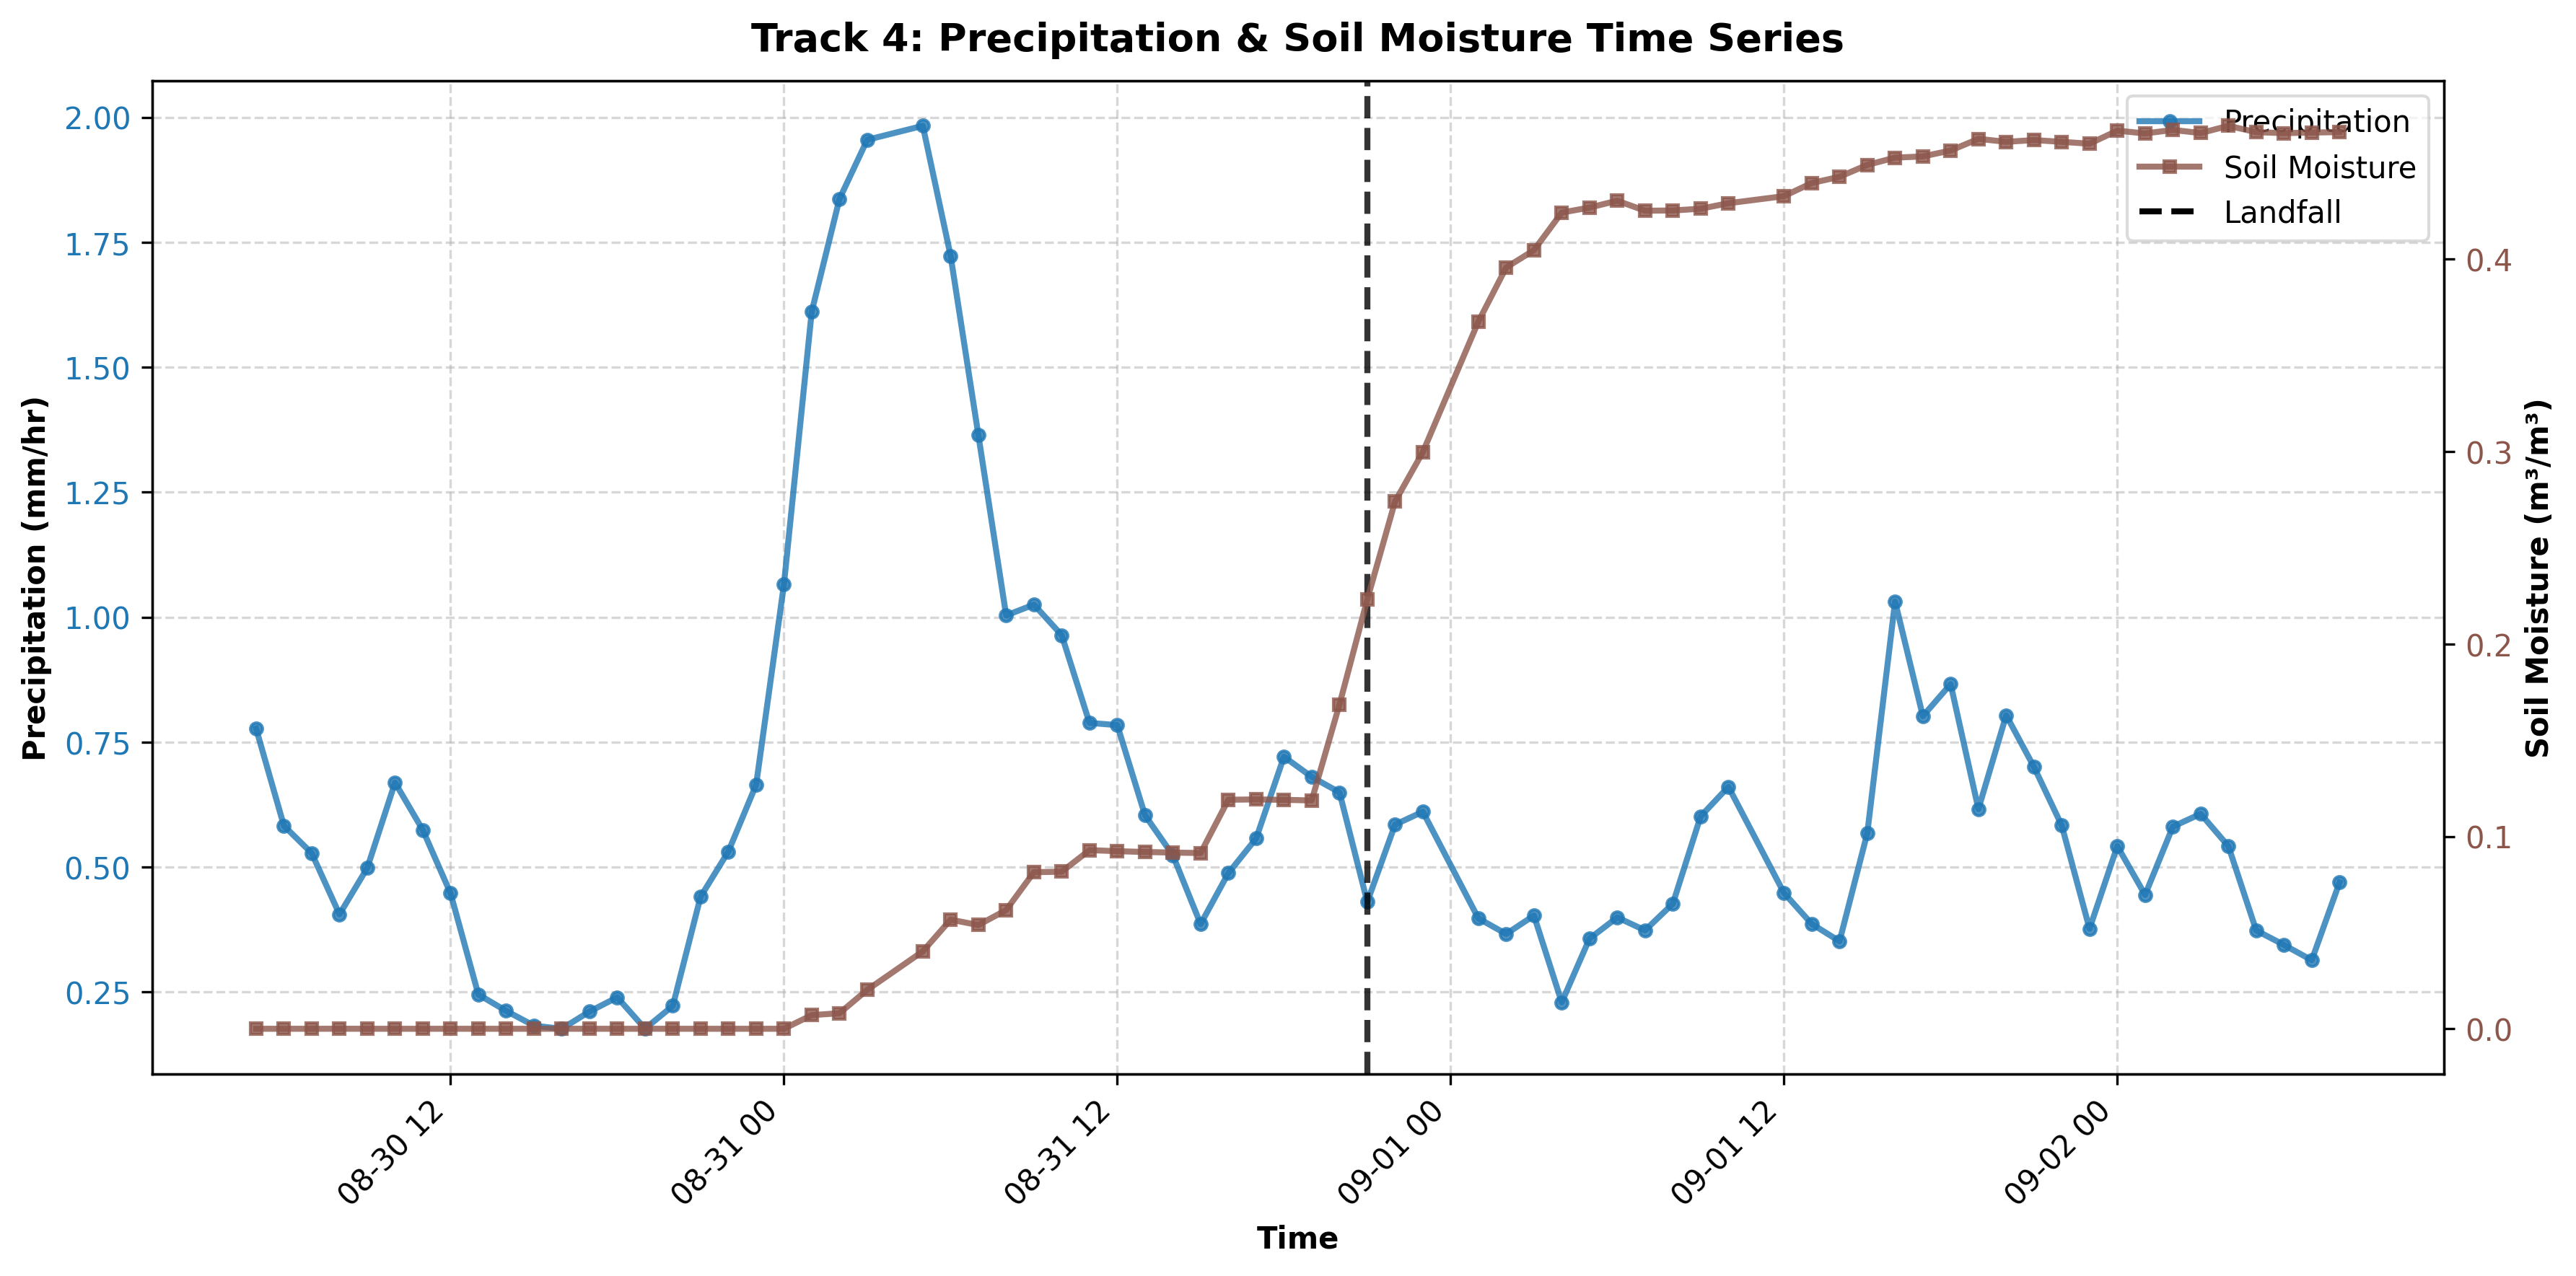 Track 4: Precipitation & Soil Moisture Time Series
Precipitation (mm/hr)
2.00
1.75
1.50
1.25
1.00
0.75
0.50
0.25
Precipitation
Soil Moisture
Landfall
0.4
0.3
0.2
0.1
0.0
Soil Moisture (m³/m³)
08-30 12
08-31 00
08-31 12
09-01 00
09-01 12
09-02 00
Time